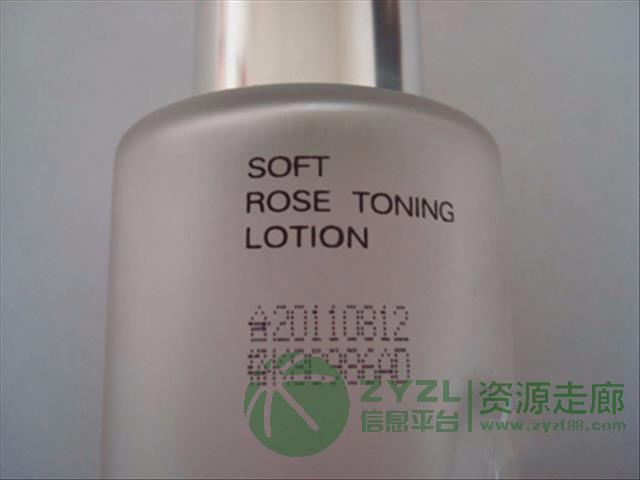 SOFT
ROSE TONING
LOTION
20110812
ZYZL
信息平台
资源走廊
www.zyzl88.com